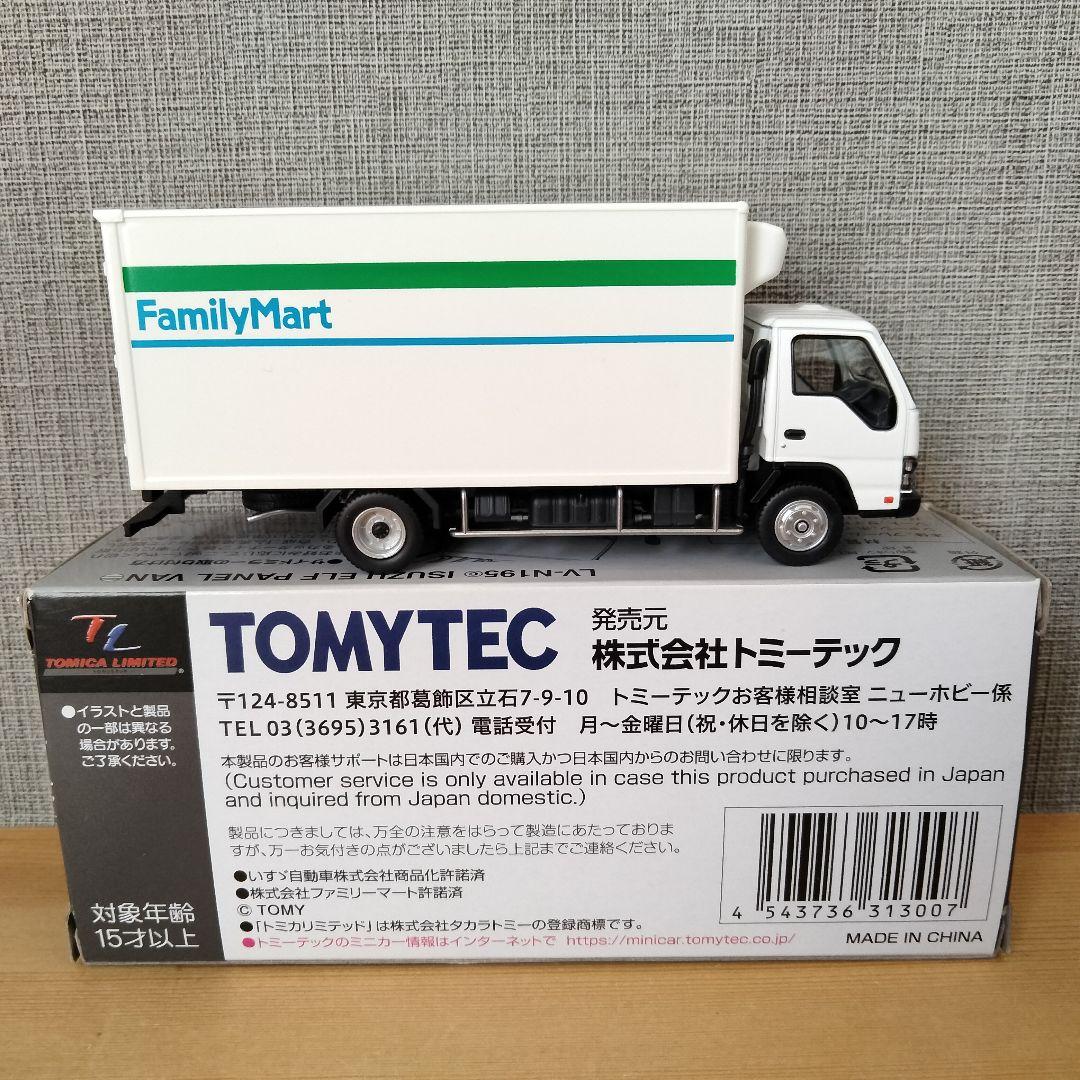 FamilyMart
LV-N195ⓒ ISUZU ELF PANEL VAN
TOMICA LIMITED
TOMYTEC
発売元
株式会社トミーテック
〒124-8511 東京都葛飾区立石7-9-10 トミーテックお客様相談室 ニューホビー係
TEL 03(3695)3161(代) 電話受付 月〜金曜日(祝・休日を除く)10〜17時
本製品のお客様サポートは日本国内でのご購入かつ日本国内からのお問い合わせに限ります。
(Customer service is only available in case this product purchased in Japan
and inquired from Japan domestic.)
●イラストと製品
の一部は異なる
場合があります。
ご了承ください。
製品につきましては、万全の注意をはらって製造にあたっておりま
すが、万一お気付きの点がございましたら上記までご連絡ください。
●いすゞ自動車株式会社商品化許諾済
●株式会社ファミリーマート許諾済
© TOMY
●「トミカリミテッド」は株式会社タカラトミーの登録商標です。
●トミーテックのミニカー情報はインターネットで https://minicar.tomytec.co.jp/
対象年齢
15才以上
4 543736 313007
MADE IN CHINA